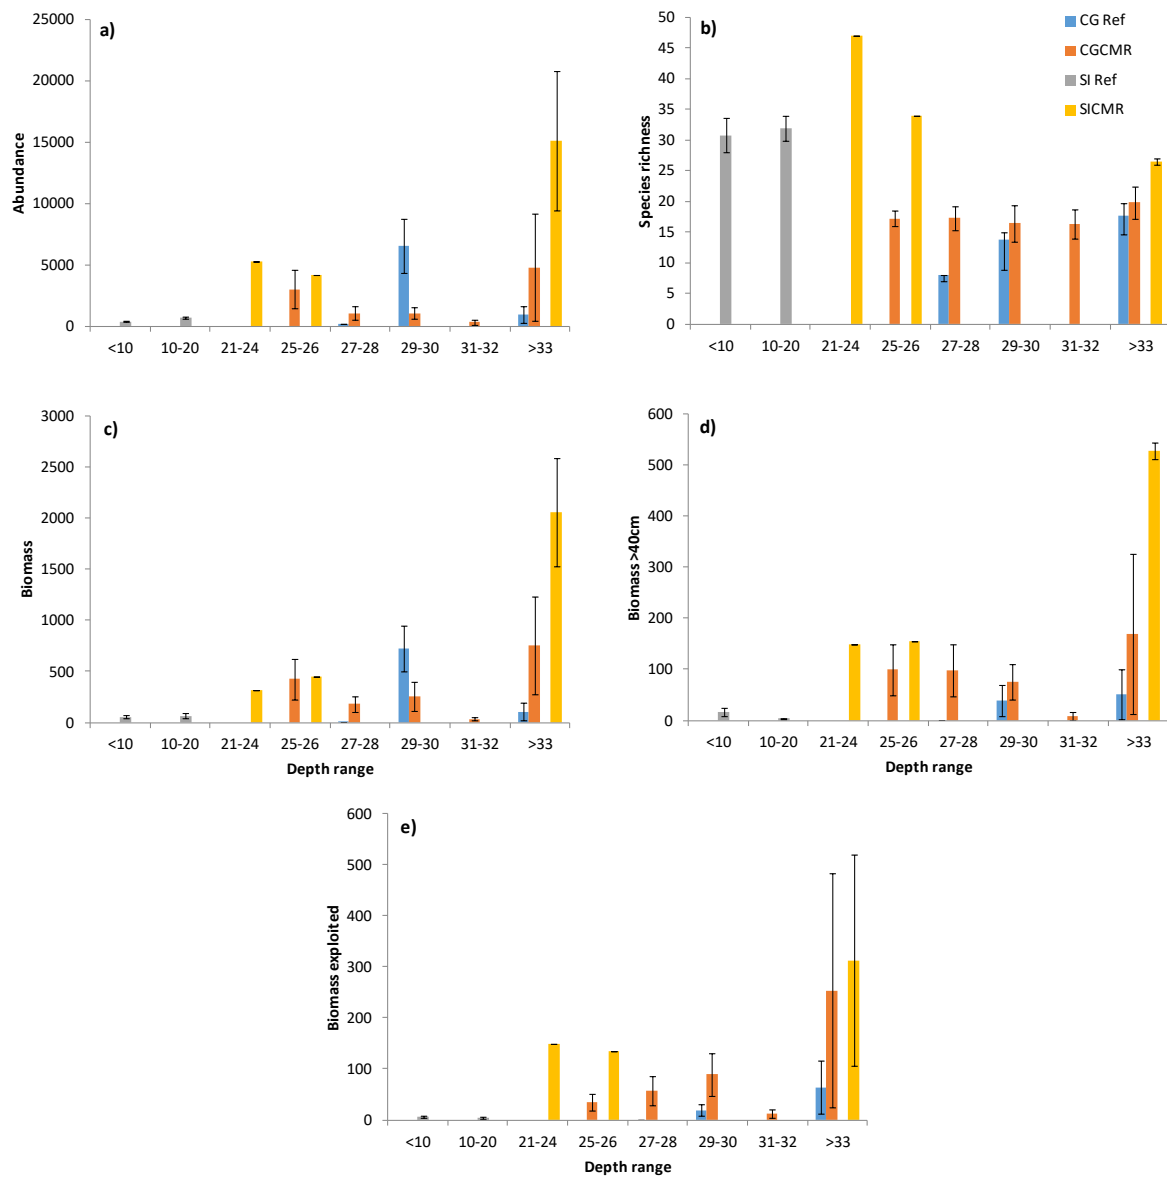 a)
25000
20000
15000
10000
5000
0
Abundance
<10 10-20 21-24 25-26 27-28 29-30 31-32 >33
b)
50
45
40
35
30
25
20
15
10
5
0
Species richness
CG Ref
CGCMR
SI Ref
SICMR
<10 10-20 21-24 25-26 27-28 29-30 31-32 >33
c)
3000
2500
2000
1500
1000
500
0
Biomass
<10 10-20 21-24 25-26 27-28 29-30 31-32 >33
Depth range
d)
600
500
400
300
200
100
0
Biomass >40cm
<10 10-20 21-24 25-26 27-28 29-30 31-32 >33
Depth range
e)
600
500
400
300
200
100
0
Biomass exploited
<10 10-20 21-24 25-26 27-28 29-30 31-32 >33
Depth range